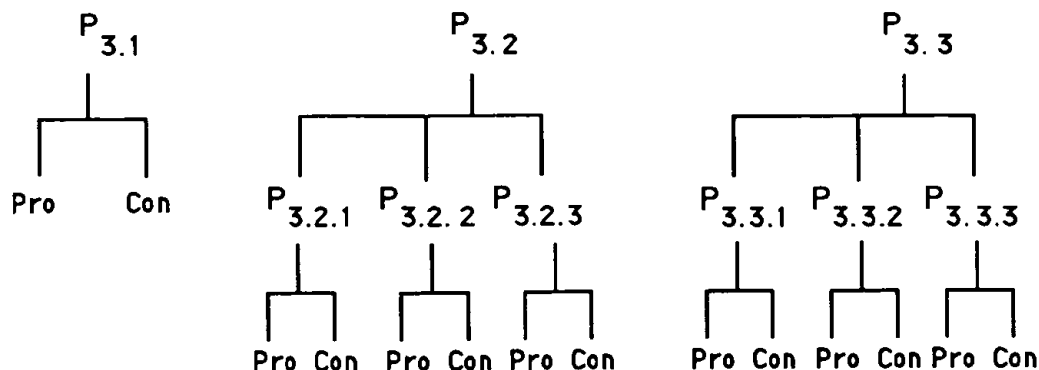 P3.1 P3.2 P3.3
Pro Con P3.2.1 P3.2.2 P3.2.3 P3.3.1 P3.3.2 P3.3.3
Pro Con Pro Con Pro Con Pro Con Pro Con Pro Con